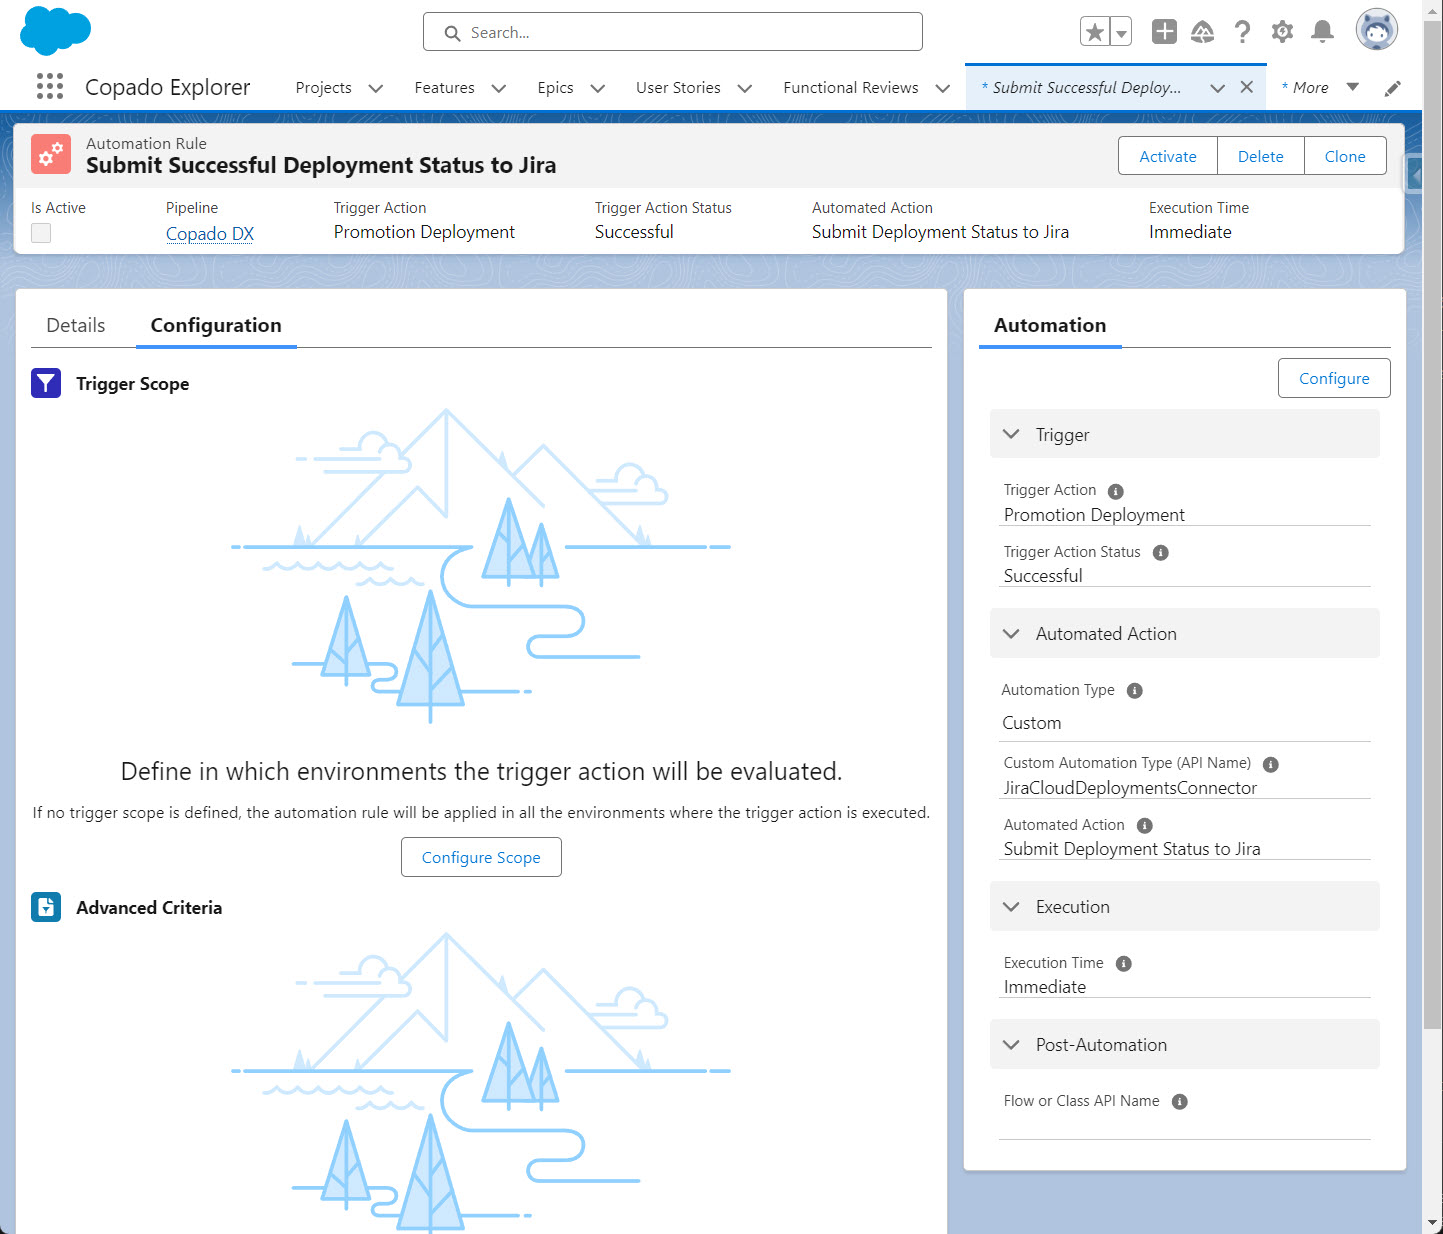 Search...
Copado Explorer
Projects
Features
Epics
User Stories
Functional Reviews
* Submit Successful Deploy...
* More
Automation Rule
Submit Successful Deployment Status to Jira
Activate
Delete
Clone
Is Active
Pipeline
Trigger Action
Trigger Action Status
Automated Action
Execution Time
Copado DX
Promotion Deployment
Successful
Submit Deployment Status to Jira
Immediate
Details
Configuration
Trigger Scope
Define in which environments the trigger action will be evaluated.
If no trigger scope is defined, the automation rule will be applied in all the environments where the trigger action is executed.
Configure Scope
Advanced Criteria
Automation
Configure
Trigger
Trigger Action
Promotion Deployment
Trigger Action Status
Successful
Automated Action
Automation Type
Custom
Custom Automation Type (API Name)
JiraCloudDeploymentsConnector
Automated Action
Submit Deployment Status to Jira
Execution
Execution Time
Immediate
Post-Automation
Flow or Class API Name